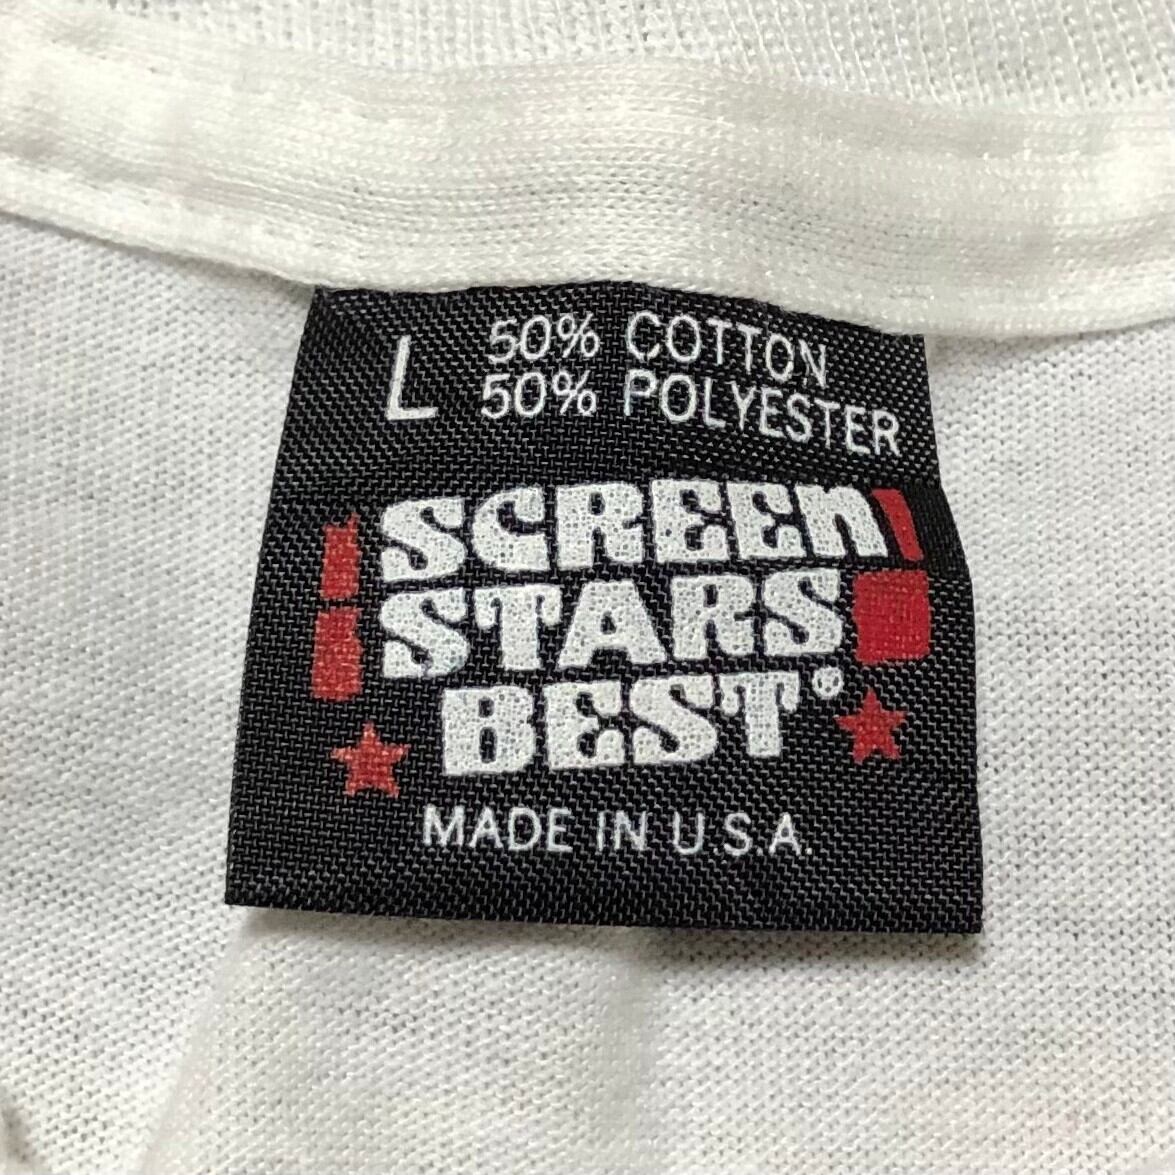 L 50% COTTON
50% POLYESTER
SCREEN
STARS
BEST®
MADE IN U.S.A.